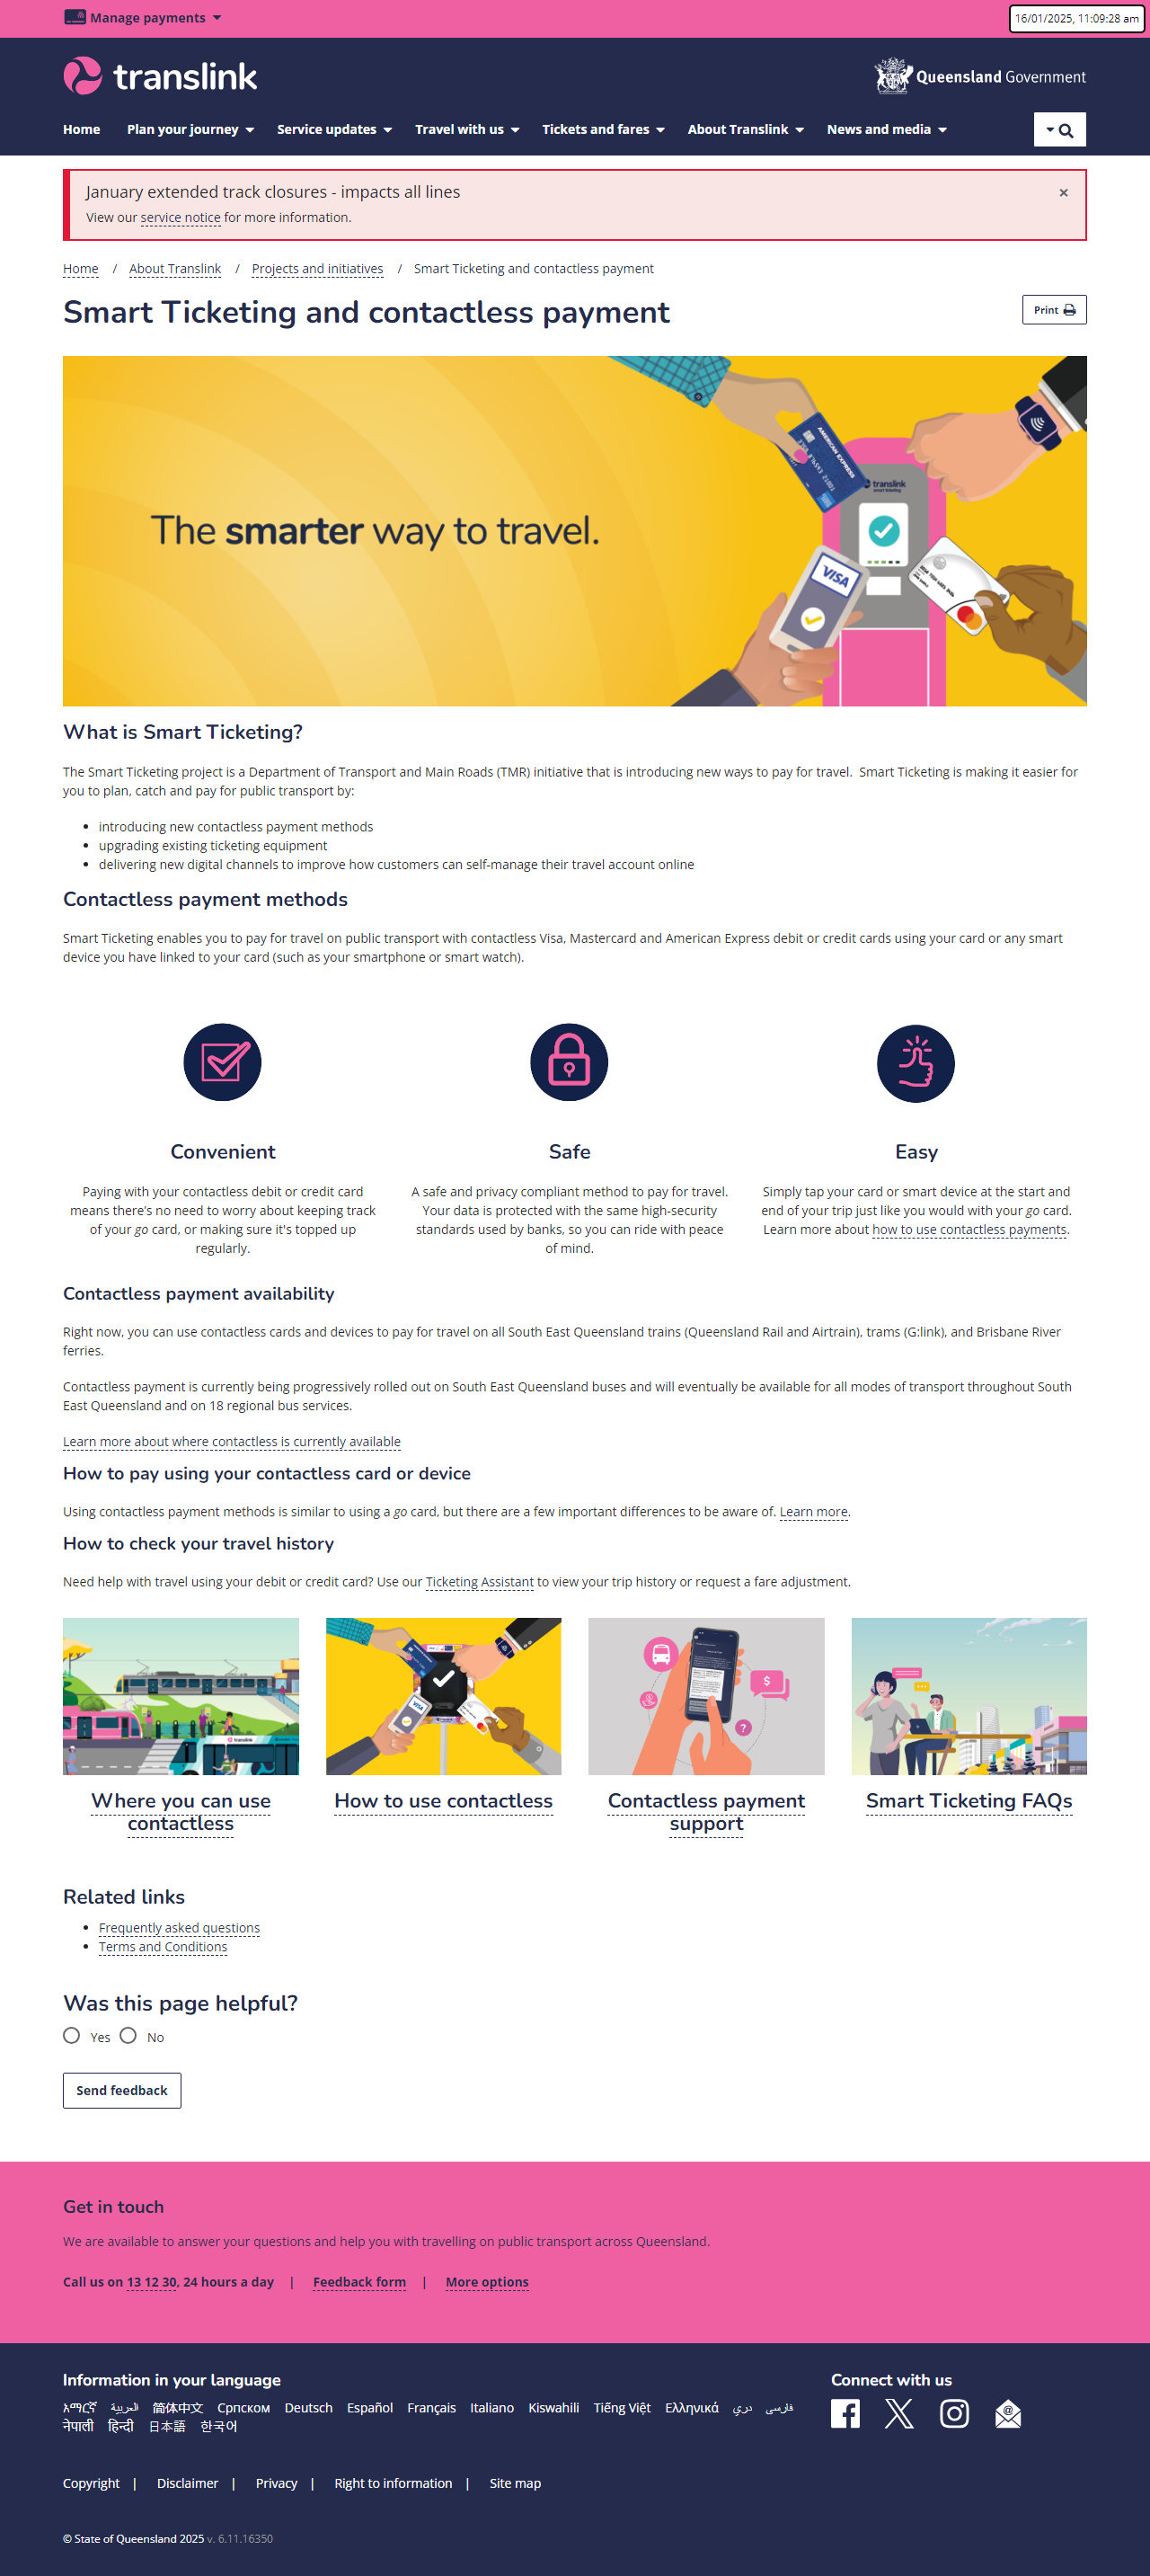 Manage payments
16/01/2025, 11:09:28 am
translink
Queensland Government
Home Plan your journey Service updates Travel with us Tickets and fares About Translink News and media
January extended track closures - impacts all lines
×
View our service notice for more information.
Home / About Translink / Projects and initiatives / Smart Ticketing and contactless payment
Smart Ticketing and contactless payment
Print
The smarter way to travel.
AMERICAN EXPRESS
translink
smart ticketing
VISA
What is Smart Ticketing?
The Smart Ticketing project is a Department of Transport and Main Roads (TMR) initiative that is introducing new ways to pay for travel.  Smart Ticketing is making it easier for
you to plan, catch and pay for public transport by:
• introducing new contactless payment methods
• upgrading existing ticketing equipment
• delivering new digital channels to improve how customers can self-manage their travel account online
Contactless payment methods
Smart Ticketing enables you to pay for travel on public transport with contactless Visa, Mastercard and American Express debit or credit cards using your card or any smart
device you have linked to your card (such as your smartphone or smart watch).
Convenient
Paying with your contactless debit or credit card
means there's no need to worry about keeping track
of your go card, or making sure it's topped up
regularly.
Safe
A safe and privacy compliant method to pay for travel.
Your data is protected with the same high-security
standards used by banks, so you can ride with peace
of mind.
Easy
Simply tap your card or smart device at the start and
end of your trip just like you would with your go card.
Learn more about how to use contactless payments.
Contactless payment availability
Right now, you can use contactless cards and devices to pay for travel on all South East Queensland trains (Queensland Rail and Airtrain), trams (G:link), and Brisbane River
ferries.
Contactless payment is currently being progressively rolled out on South East Queensland buses and will eventually be available for all modes of transport throughout South
East Queensland and on 18 regional bus services.
Learn more about where contactless is currently available
How to pay using your contactless card or device
Using contactless payment methods is similar to using a go card, but there are a few important differences to be aware of. Learn more.
How to check your travel history
Need help with travel using your debit or credit card? Use our Ticketing Assistant to view your trip history or request a fare adjustment.
translink
VISA
$
?
Where you can use
contactless
How to use contactless
Contactless payment
support
Smart Ticketing FAQs
Related links
• Frequently asked questions
• Terms and Conditions
Was this page helpful?
Yes No
Send feedback
Get in touch
We are available to answer your questions and help you with travelling on public transport across Queensland.
Call us on 13 12 30, 24 hours a day | Feedback form | More options
Information in your language
አማርኛ العربية 简体中文 Српском Deutsch Español Français Italiano Kiswahili Tiếng Việt Ελληνικά دري فارسی
नेपाली हिन्दी 日本語 한국어
Connect with us
Copyright | Disclaimer | Privacy | Right to information | Site map
© State of Queensland 2025 v. 6.11.16350